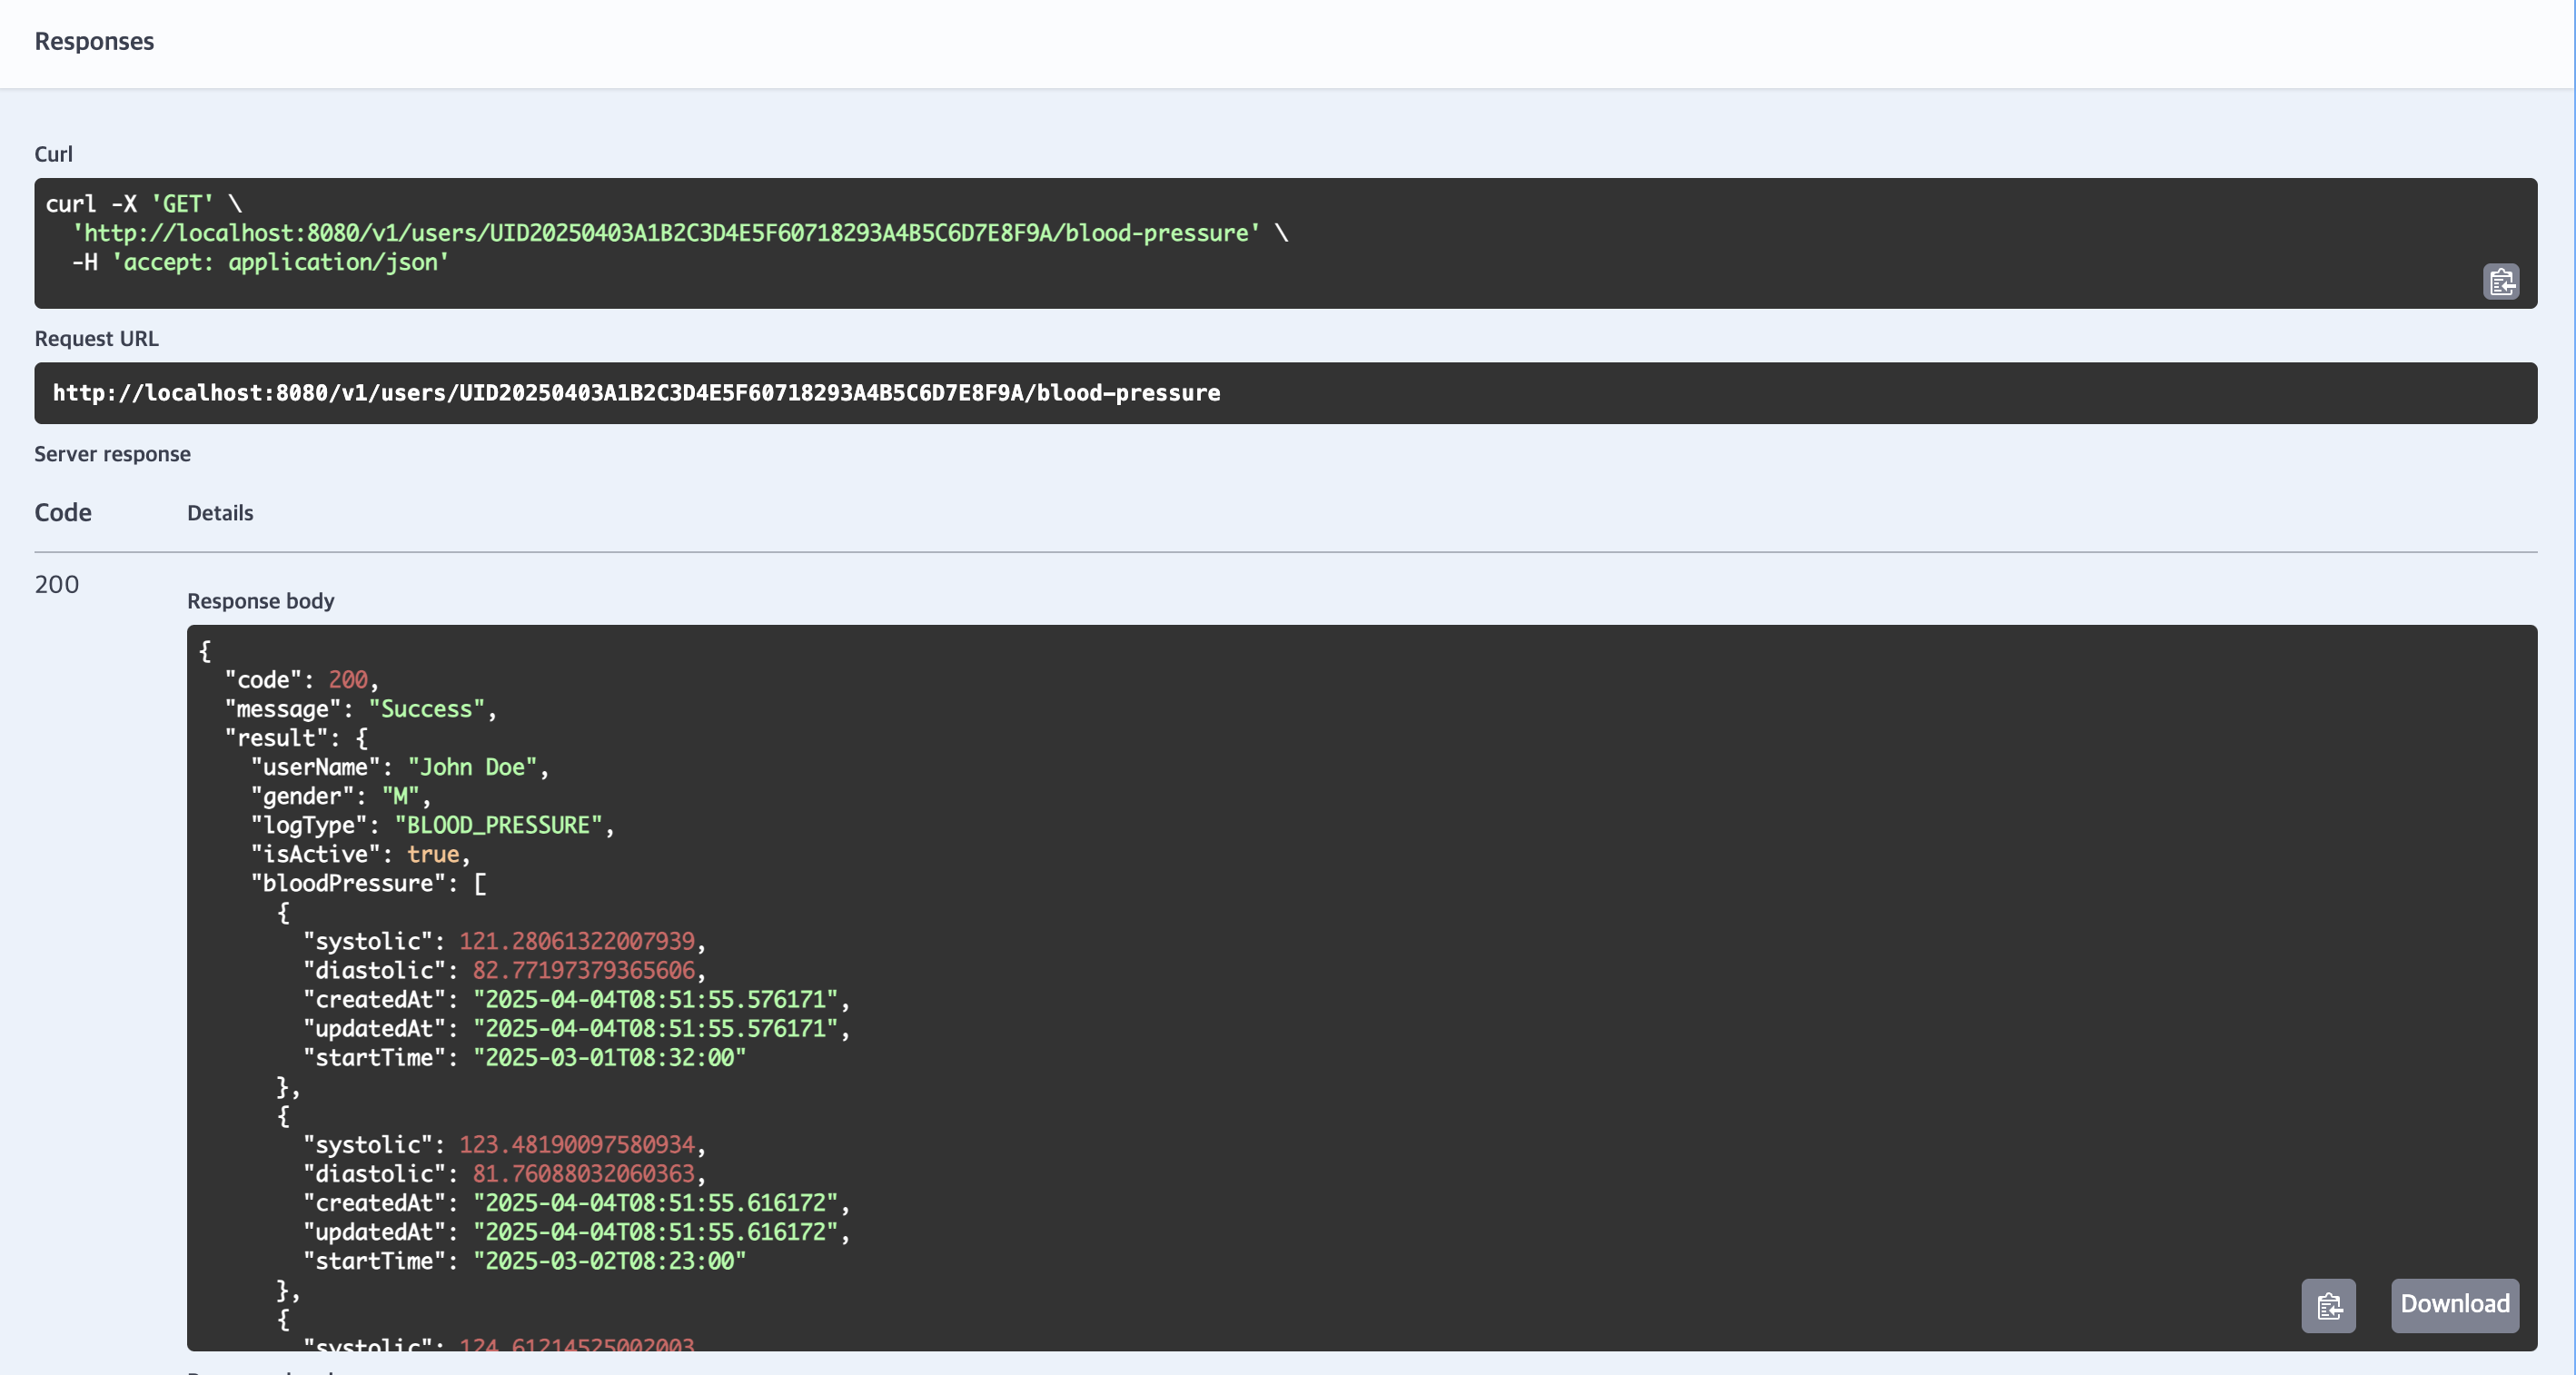 Responses
Curl
curl -X 'GET' \
  'http://localhost:8080/v1/users/UID20250403A1B2C3D4E5F60718293A4B5C6D7E8F9A/blood-pressure' \
  -H 'accept: application/json'
Request URL
http://localhost:8080/v1/users/UID20250403A1B2C3D4E5F60718293A4B5C6D7E8F9A/blood-pressure
Server response
Code Details
200
Response body
{
  "code": 200,
  "message": "Success",
  "result": {
    "userName": "John Doe",
    "gender": "M",
    "logType": "BLOOD_PRESSURE",
    "isActive": true,
    "bloodPressure": [
      {
        "systolic": 121.28061322007939,
        "diastolic": 82.77197379365606,
        "createdAt": "2025-04-04T08:51:55.576171",
        "updatedAt": "2025-04-04T08:51:55.576171",
        "startTime": "2025-03-01T08:32:00"
      },
      {
        "systolic": 123.48190097580934,
        "diastolic": 81.76088032060363,
        "createdAt": "2025-04-04T08:51:55.616172",
        "updatedAt": "2025-04-04T08:51:55.616172",
        "startTime": "2025-03-02T08:23:00"
      },
      {
        "systolic": 124.61214525002003
Download